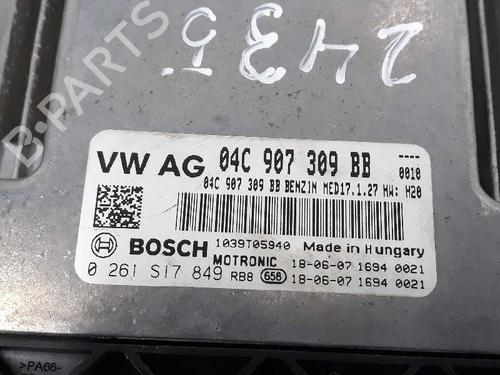 2435
B-PARTS
VW AG 04C 907 309 BB ----
0010
04C 907 309 BB BENZIN MED17.1.27 HW: H20
BOSCH 1039T05940 Made in Hungary
MOTRONIC 18-06-07 1694 0021
0 261 S17 849 RB8 656 18-06-07 1694 0021
>PA66-